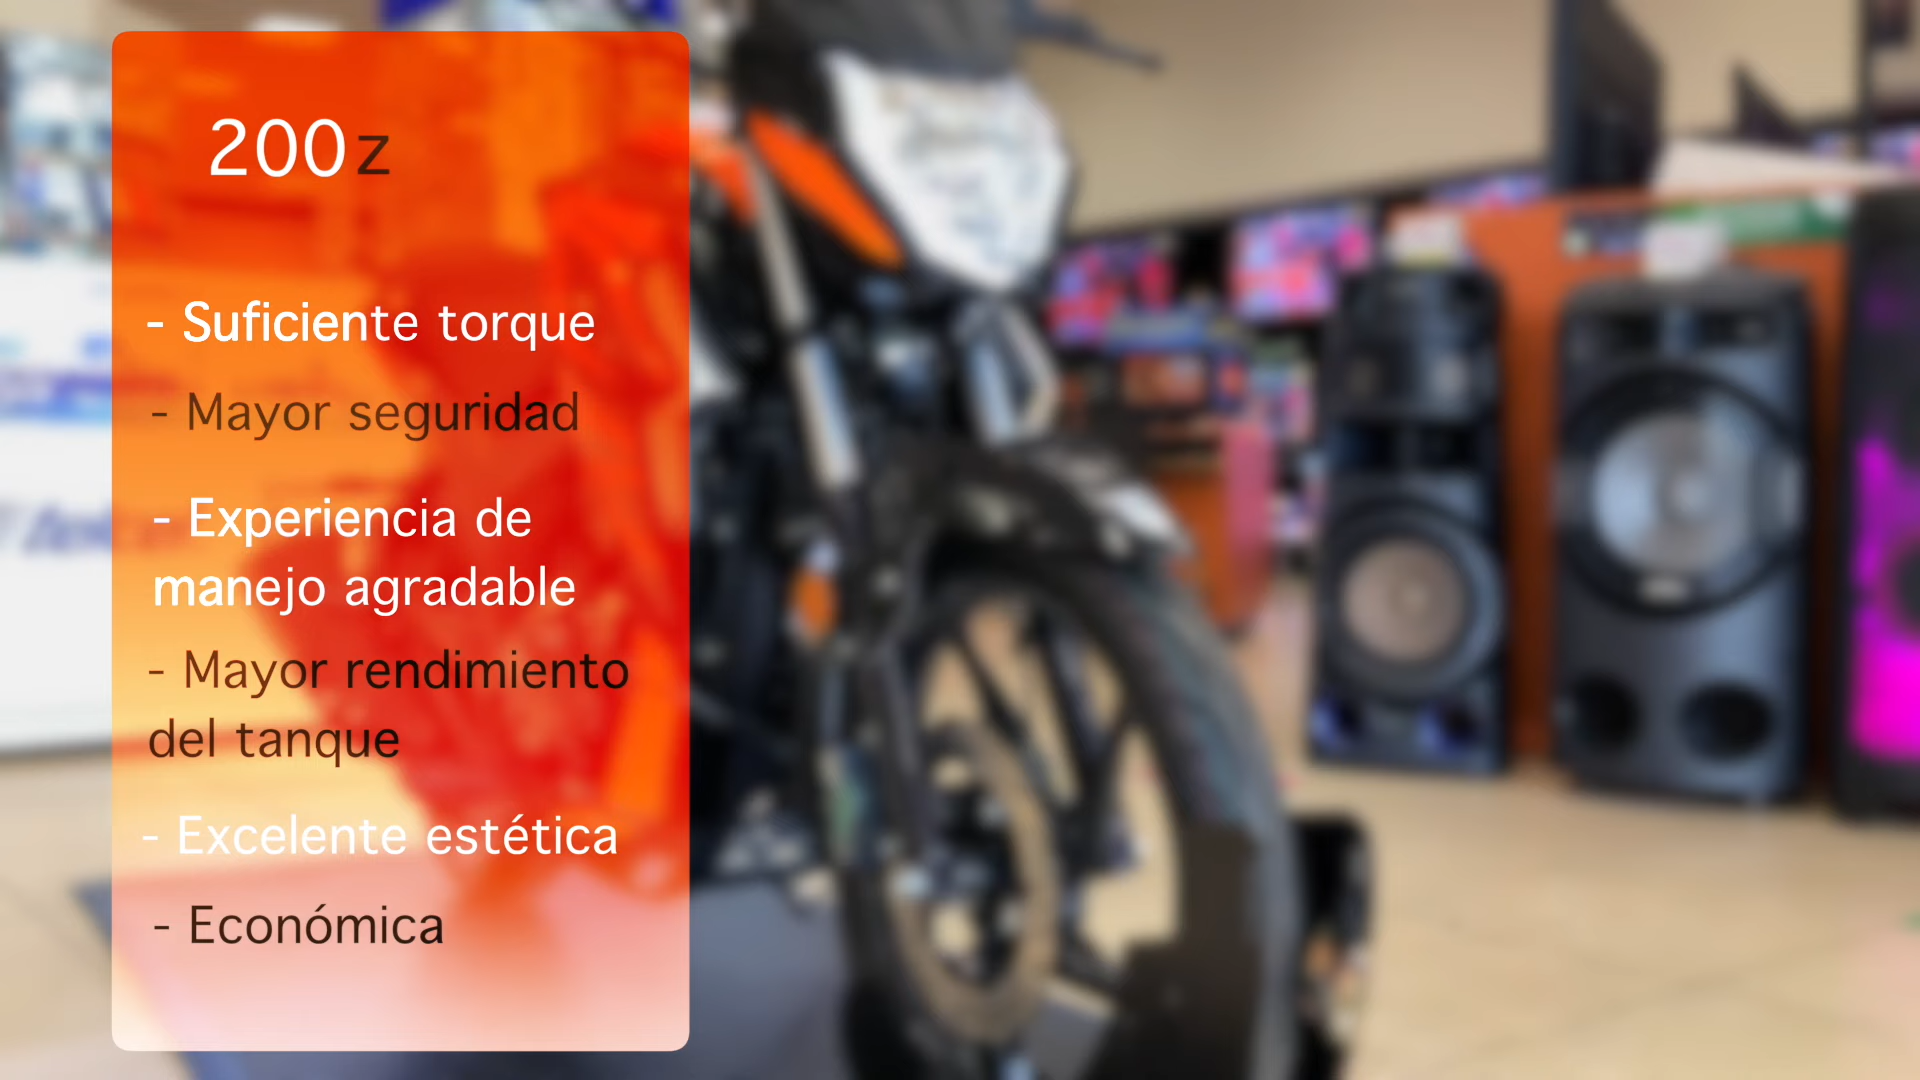 200z
- Suficiente torque
- Mayor seguridad
- Experiencia de
manejo agradable
- Mayor rendimiento
del tanque
- Excelente estética
- Económica